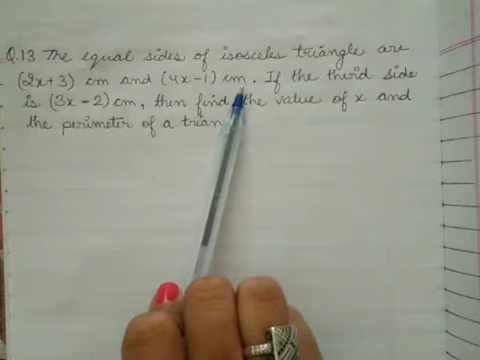 Q.13 The equal sides of isosceles triangle are
(2x+3) cm and (4x-1) cm. If the third side
is (3x-2) cm, then find the value of x and
the perimeter of a trian